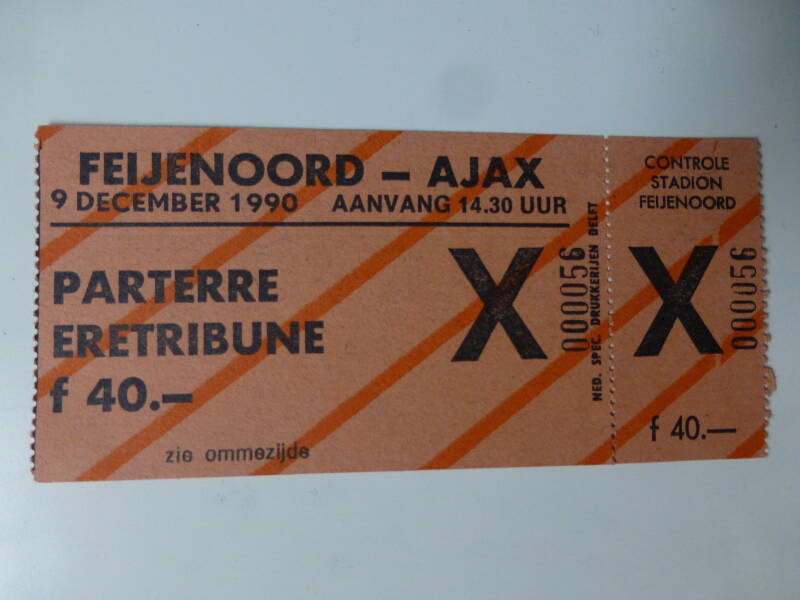 FEIJENOORD – AJAX
9 DECEMBER 1990 AANVANG 14.30 UUR
PARTERRE
ERETRIBUNE
f 40.—
zie ommezijde
X
000056
NED. SPEC. DRUKKERIJEN DELFT
CONTROLE
STADION
FEIJENOORD
X
000056
f 40.—